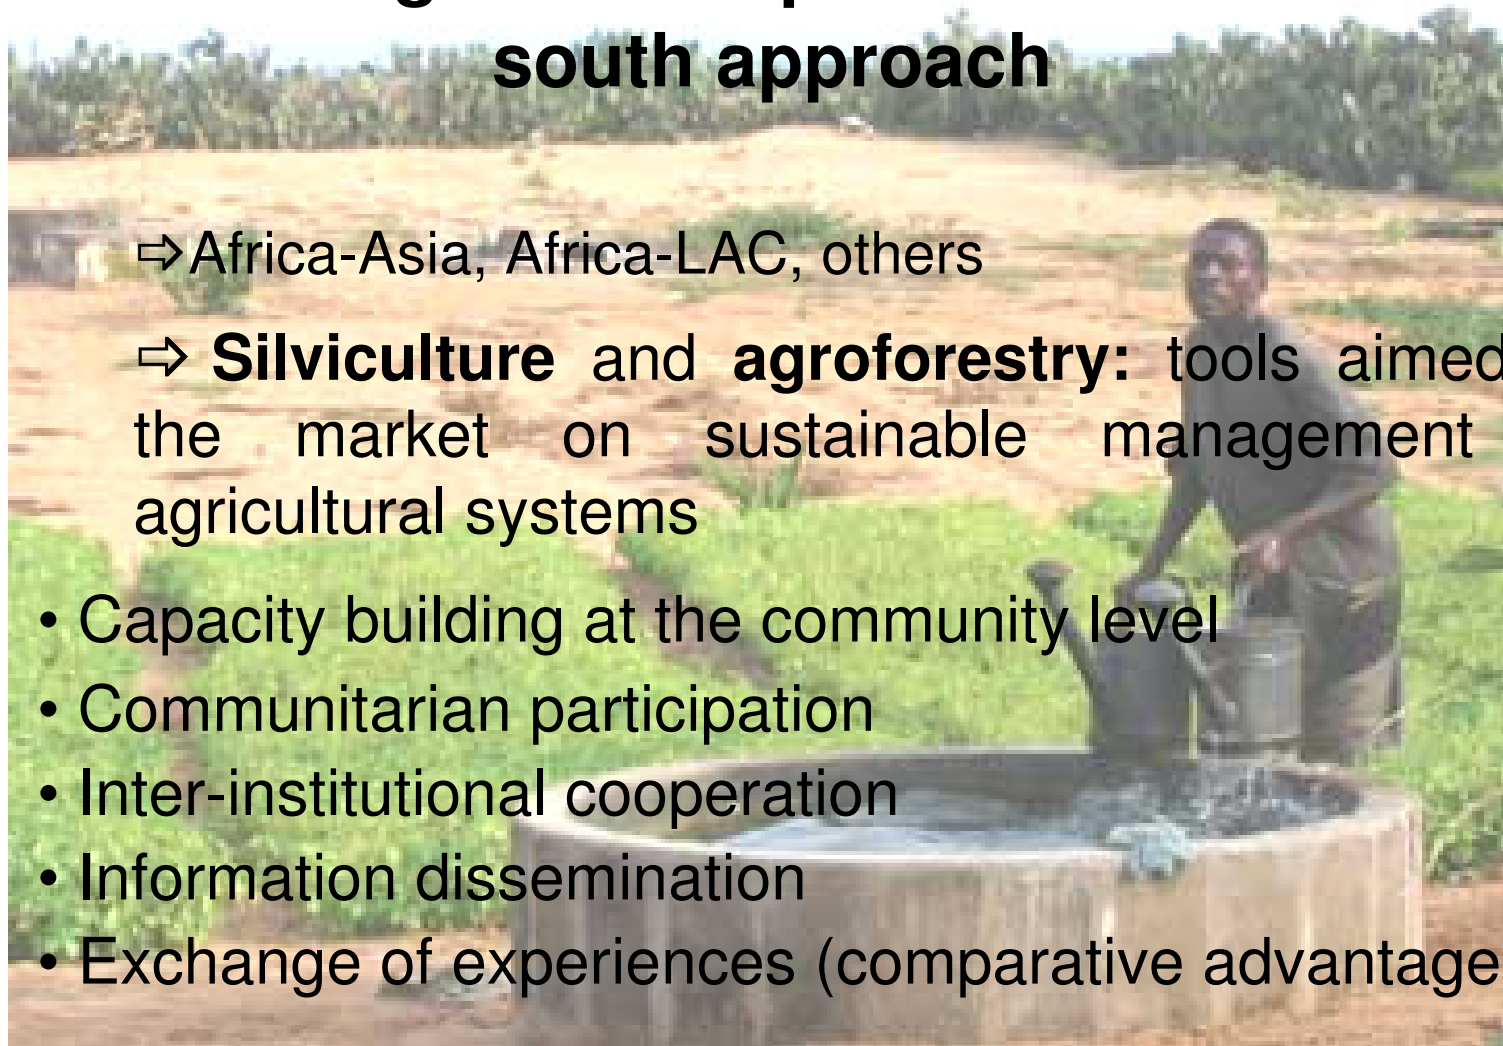 south approach
⇨Africa-Asia, Africa-LAC, others
⇨ Silviculture and agroforestry: tools aimed
the market on sustainable management
agricultural systems
• Capacity building at the community level
• Communitarian participation
• Inter-institutional cooperation
• Information dissemination
• Exchange of experiences (comparative advantage